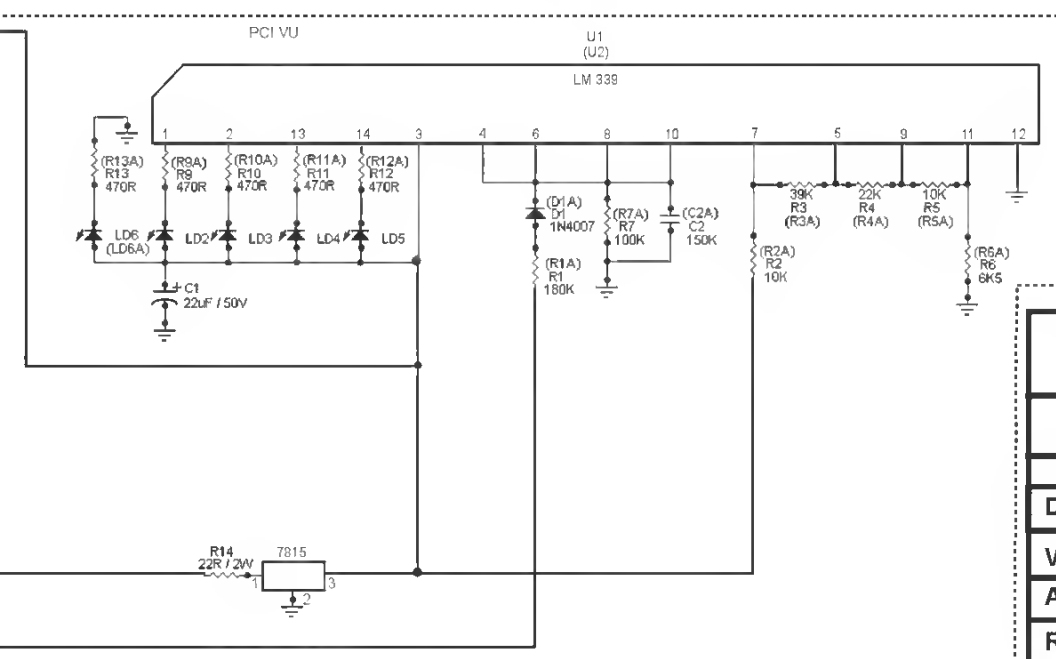 PCI VU
U1
(U2)
LM 339
1 2 13 14 3 4 6 8 10 7 5 9 11 12
(R13A)
R13
470R
(R9A)
R9
470R
(R10A)
R10
470R
(R11A)
R11
470R
(R12A)
R12
470R
LD6
(LD6A)
LD2
LD3
LD4
LD5
+ C1
22uF / 50V
(D1A)
D1
1N4007
(R1A)
R1
180K
(R7A)
R7
100K
(C2A)
C2
150K
39K
R3
(R3A)
22K
R4
(R4A)
10K
R5
(R5A)
(R2A)
R2
10K
(R6A)
R6
6K5
R14
22R / 2W
7815
1
2
3
D
V
A
R